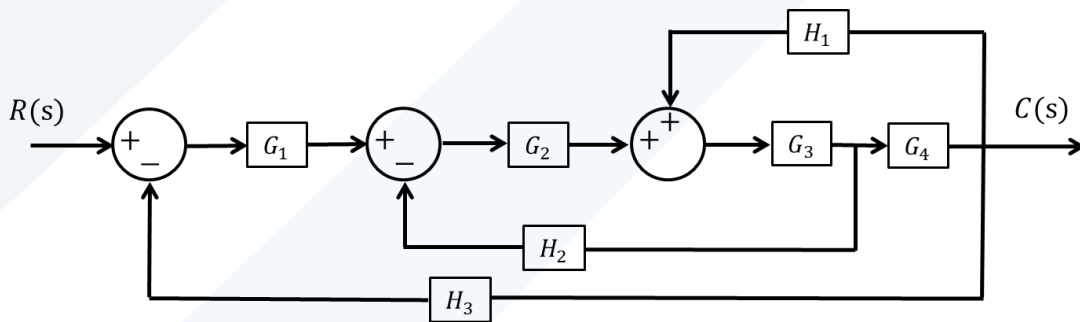 H₁
R(s)
C(s)
+
−
G₁
+
−
G₂
+
+
G₃
G₄
H₂
H₃